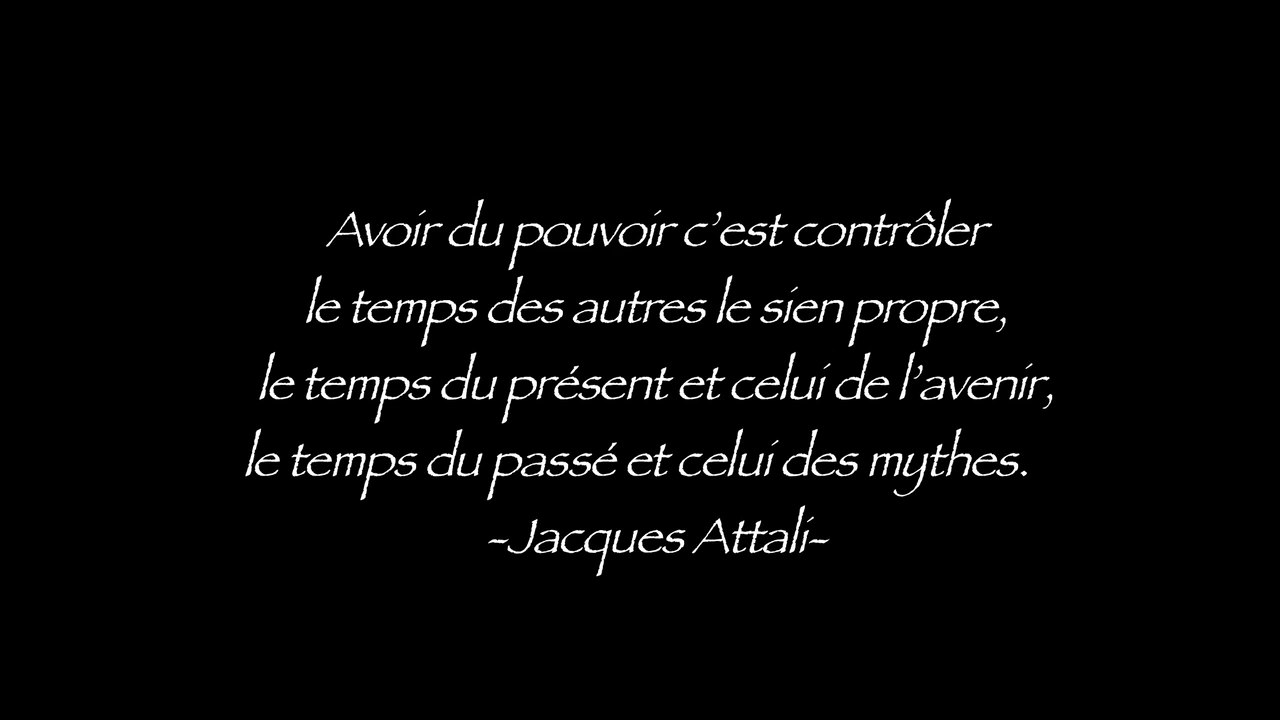 Avoir du pouvoir c’est contrôler
le temps des autres le sien propre,
le temps du présent et celui de l’avenir,
le temps du passé et celui des mythes.
-Jacques Attali-